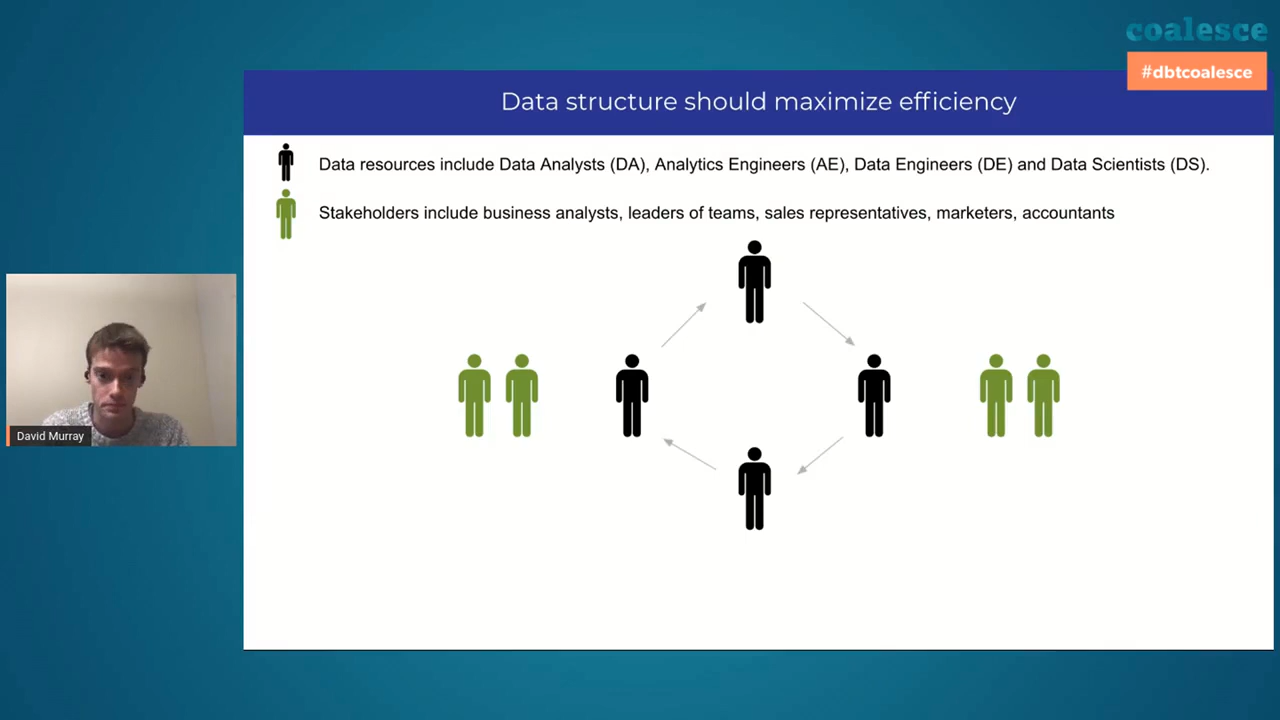 coalesce
#dbtcoalesce
Data structure should maximize efficiency
Data resources include Data Analysts (DA), Analytics Engineers (AE), Data Engineers (DE) and Data Scientists (DS).
Stakeholders include business analysts, leaders of teams, sales representatives, marketers, accountants
David Murray